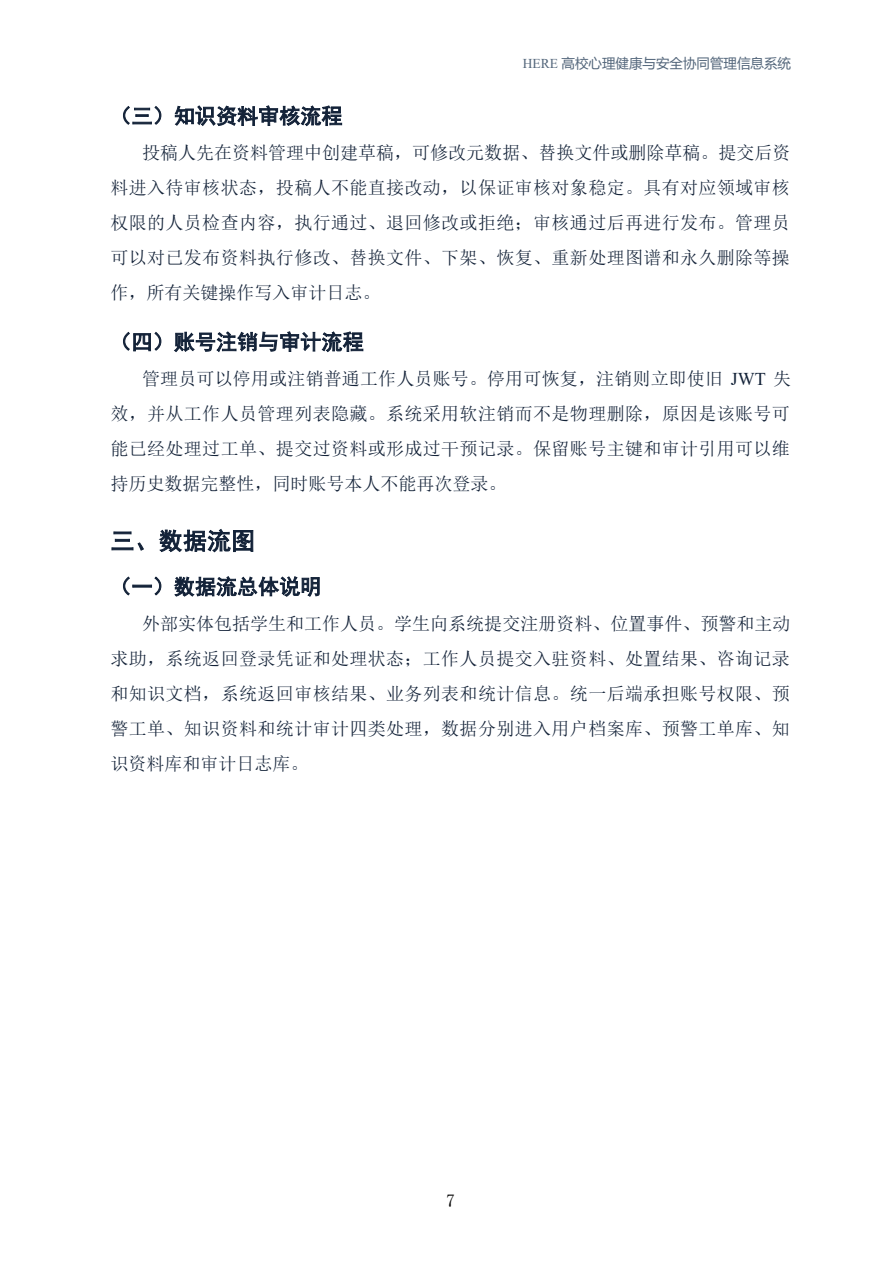 HERE 高校心理健康与安全协同管理信息系统
（三）知识资料审核流程
投稿人先在资料管理中创建草稿，可修改元数据、替换文件或删除草稿。提交后资
料进入待审核状态，投稿人不能直接改动，以保证审核对象稳定。具有对应领域审核
权限的人员检查内容，执行通过、退回修改或拒绝；审核通过后再进行发布。管理员
可以对已发布资料执行修改、替换文件、下架、恢复、重新处理图谱和永久删除等操
作，所有关键操作写入审计日志。
（四）账号注销与审计流程
管理员可以停用或注销普通工作人员账号。停用可恢复，注销则立即使旧 JWT 失
效，并从工作人员管理列表隐藏。系统采用软注销而不是物理删除，原因是该账号可
能已经处理过工单、提交过资料或形成过干预记录。保留账号主键和审计引用可以维
持历史数据完整性，同时账号本人不能再次登录。
三、数据流图
（一）数据流总体说明
外部实体包括学生和工作人员。学生向系统提交注册资料、位置事件、预警和主动
求助，系统返回登录凭证和处理状态；工作人员提交入驻资料、处置结果、咨询记录
和知识文档，系统返回审核结果、业务列表和统计信息。统一后端承担账号权限、预
警工单、知识资料和统计审计四类处理，数据分别进入用户档案库、预警工单库、知
识资料库和审计日志库。
7